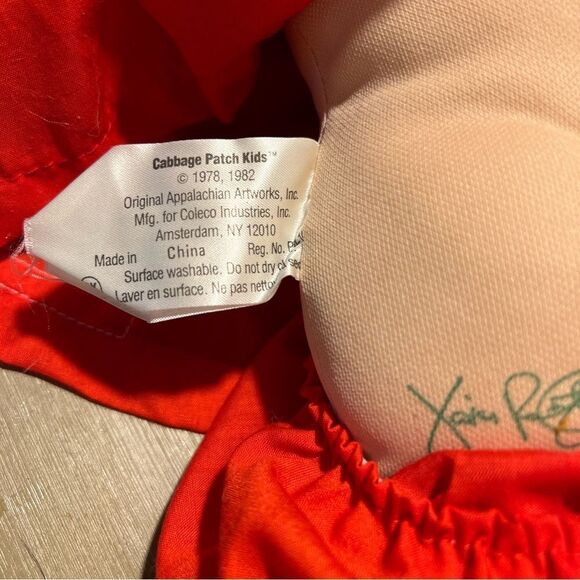 Cabbage Patch Kids™
© 1978, 1982
Original Appalachian Artworks, Inc.
Mfg. for Coleco Industries, Inc.
Amsterdam, NY 12010
Made in China Reg. No.
Surface washable. Do not dry
Laver en surface. Ne pas
Xavier